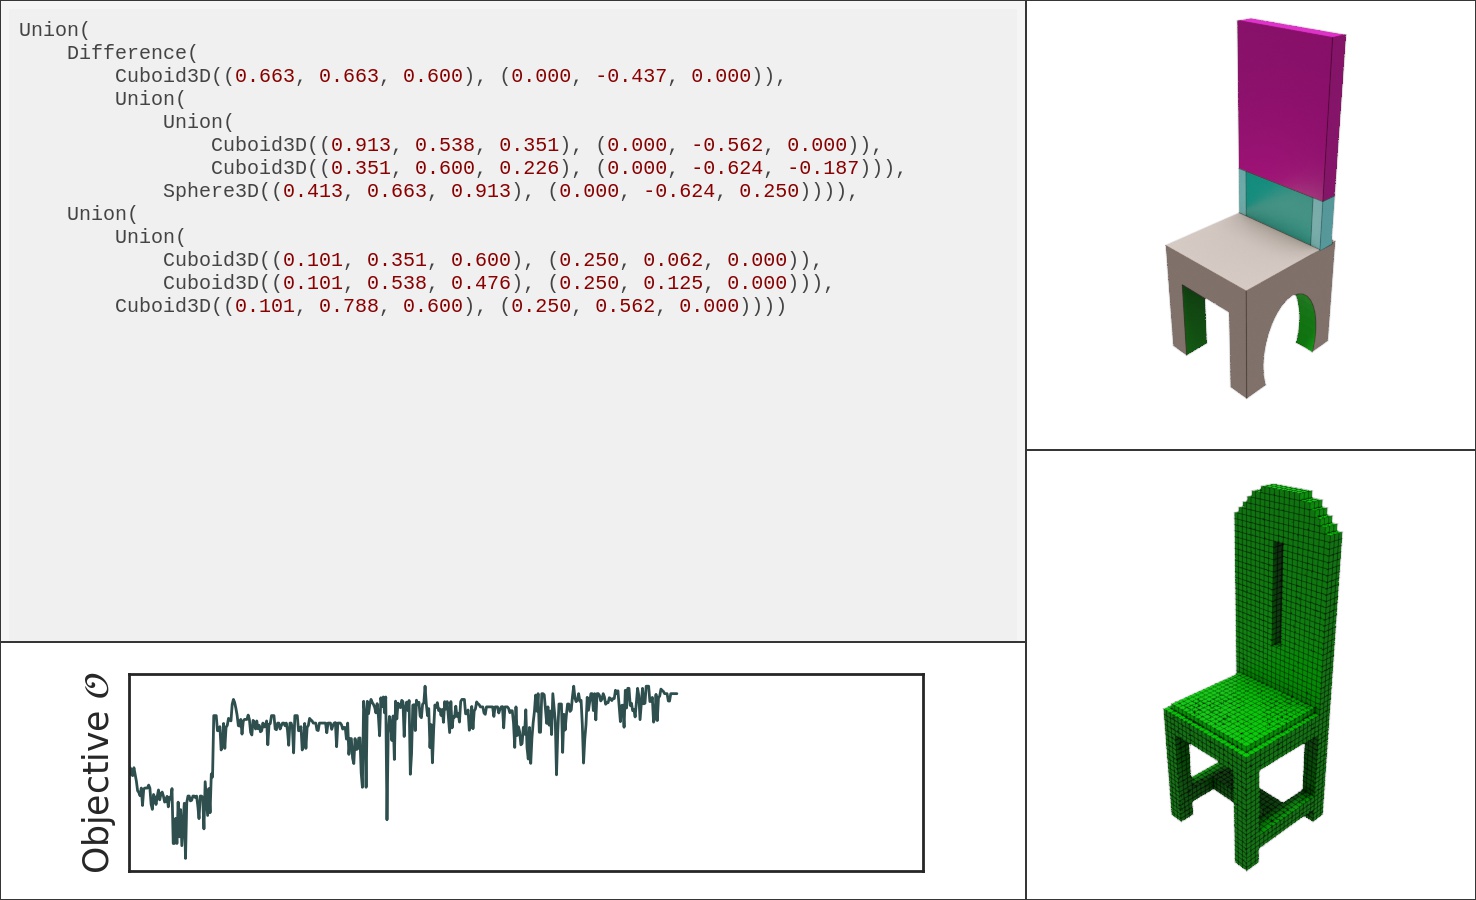 Union(
    Difference(
        Cuboid3D((0.663, 0.663, 0.600), (0.000, -0.437, 0.000)),
        Union(
            Union(
                Cuboid3D((0.913, 0.538, 0.351), (0.000, -0.562, 0.000)),
                Cuboid3D((0.351, 0.600, 0.226), (0.000, -0.624, -0.187))),
            Sphere3D((0.413, 0.663, 0.913), (0.000, -0.624, 0.250)))),
    Union(
        Union(
            Cuboid3D((0.101, 0.351, 0.600), (0.250, 0.062, 0.000)),
            Cuboid3D((0.101, 0.538, 0.476), (0.250, 0.125, 0.000))),
        Cuboid3D((0.101, 0.788, 0.600), (0.250, 0.562, 0.000))))
Objective 𝒪